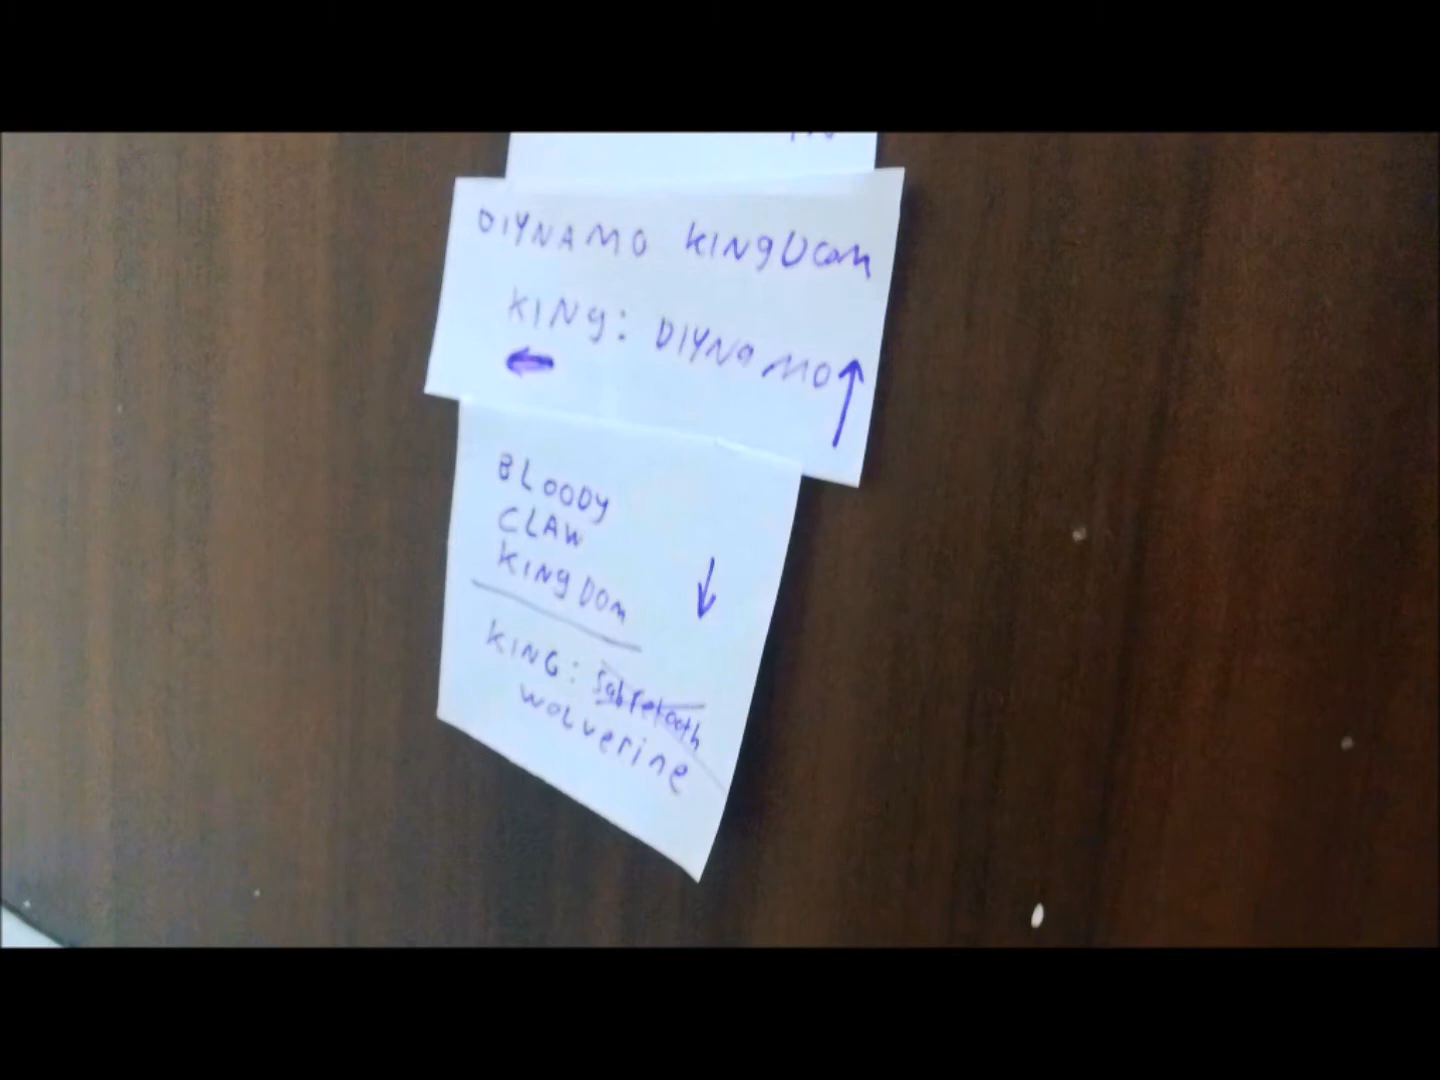 DIYNAMO KINgDom
KINg: DIYNaMO
BLOODY
CLAW
KINgDOm
KING: Sabretooth
WOLverine